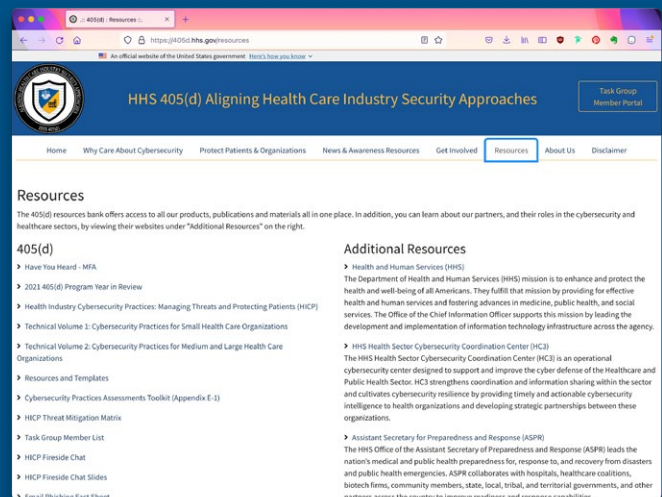 .:: 405(d) :: Resources ::.
https://405d.hhs.gov/resources
An official website of the United States government Here's how you know
HHS 405(d) Aligning Health Care Industry Security Approaches
Task Group
Member Portal
Home Why Care About Cybersecurity Protect Patients & Organizations News & Awareness Resources Get Involved Resources About Us Disclaimer
Resources
The 405(d) resources bank offers access to all our products, publications and materials all in one place. In addition, you can learn about our partners, and their roles in the cybersecurity and
healthcare sectors, by viewing their websites under "Additional Resources" on the right.
405(d)
Have You Heard - MFA
2021 405(d) Program Year in Review
Health Industry Cybersecurity Practices: Managing Threats and Protecting Patients (HICP)
Technical Volume 1: Cybersecurity Practices for Small Health Care Organizations
Technical Volume 2: Cybersecurity Practices for Medium and Large Health Care
Organizations
Resources and Templates
Cybersecurity Practices Assessments Toolkit (Appendix E-1)
HICP Threat Mitigation Matrix
Task Group Member List
HICP Fireside Chat
HICP Fireside Chat Slides
Email Phishing Fact Sheet
Additional Resources
Health and Human Services (HHS)
The Department of Health and Human Services (HHS) mission is to enhance and protect the
health and well-being of all Americans. They fulfill that mission by providing for effective
health and human services and fostering advances in medicine, public health, and social
services. The Office of the Chief Information Officer supports this mission by leading the
development and implementation of information technology infrastructure across the agency.
HHS Health Sector Cybersecurity Coordination Center (HC3)
The HHS Health Sector Cybersecurity Coordination Center (HC3) is an operational
cybersecurity center designed to support and improve the cyber defense of the Healthcare and
Public Health Sector. HC3 strengthens coordination and information sharing within the sector
and cultivates cybersecurity resilience by providing timely and actionable cybersecurity
intelligence to health organizations and developing strategic partnerships between these
organizations.
Assistant Secretary for Preparedness and Response (ASPR)
The HHS Office of the Assistant Secretary of Preparedness and Response (ASPR) leads the
nation's medical and public health preparedness for, response to, and recovery from disasters
and public health emergencies. ASPR collaborates with hospitals, healthcare coalitions,
biotech firms, community members, state, local, tribal, and territorial governments, and other
partners across the country to improve readiness and response capabilities.